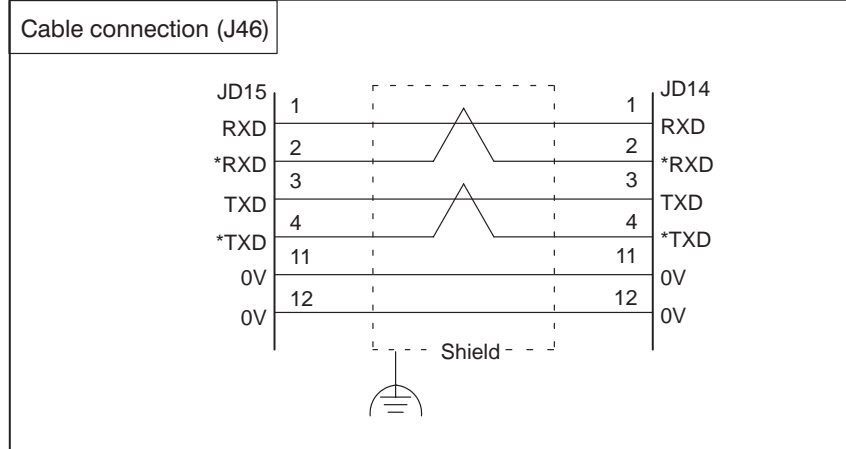 Cable connection (J46)
JD15 1 1 JD14
RXD RXD
2 2
*RXD *RXD
3 3
TXD TXD
4 4
*TXD *TXD
11 11
0V 0V
12 12
0V 0V
Shield